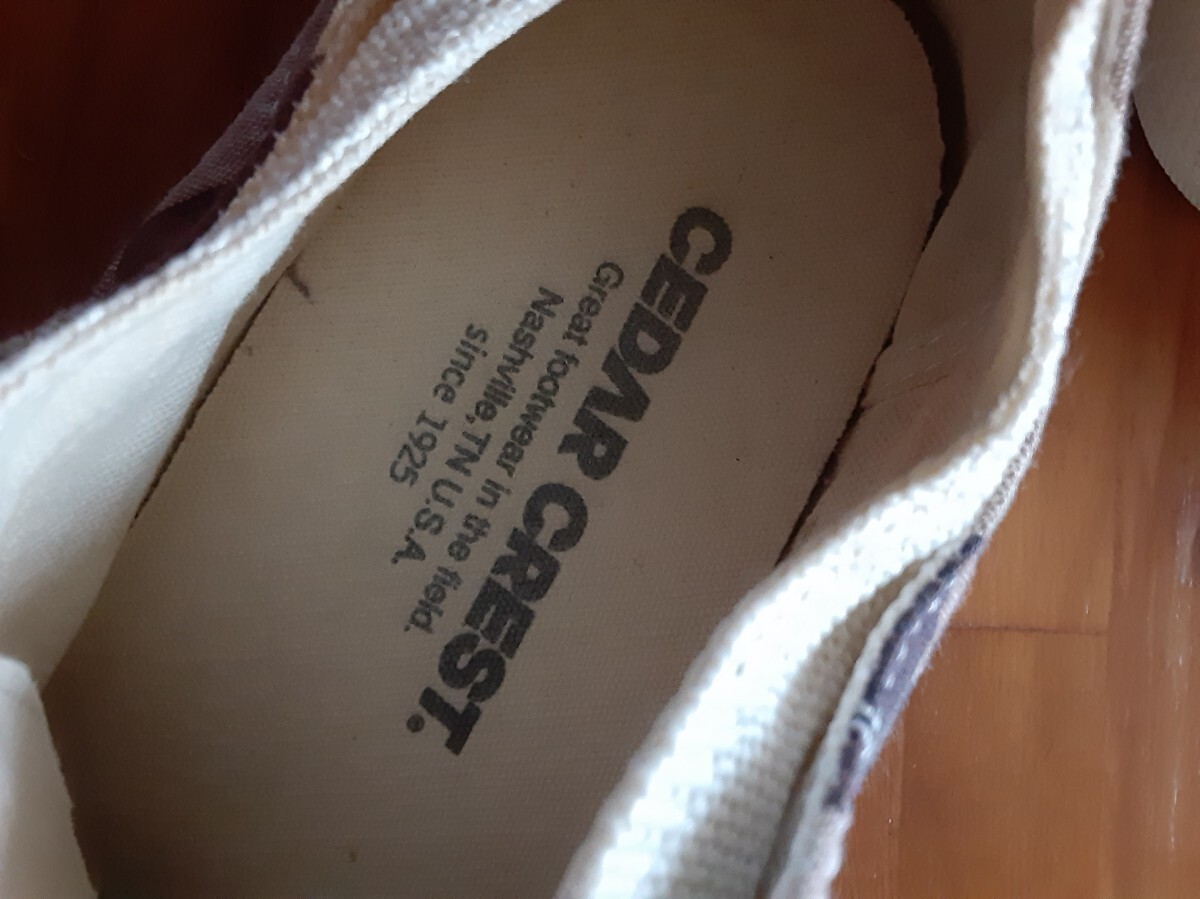 CEDAR CREST.
Great footwear in the field.
Nashville, TN U.S.A.
since 1925